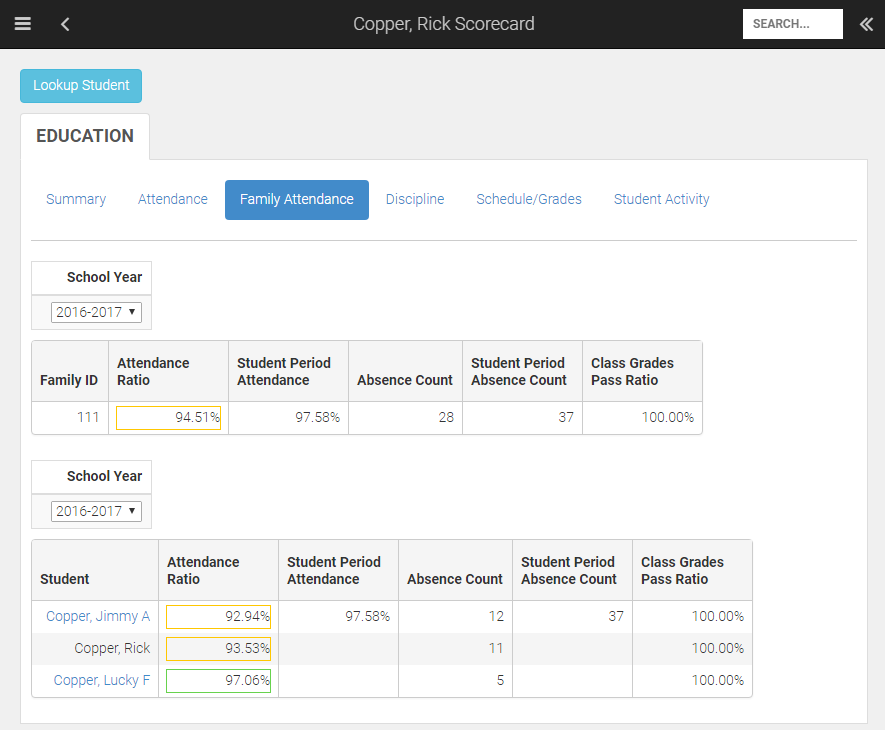 Copper, Rick Scorecard
SEARCH...
Lookup Student
EDUCATION
Summary Attendance Family Attendance Discipline Schedule/Grades Student Activity
School Year
2016-2017
Family ID Attendance Ratio Student Period Attendance Absence Count Student Period Absence Count Class Grades Pass Ratio
111 94.51% 97.58% 28 37 100.00%
School Year
2016-2017
Student Attendance Ratio Student Period Attendance Absence Count Student Period Absence Count Class Grades Pass Ratio
Copper, Jimmy A 92.94% 97.58% 12 37 100.00%
Copper, Rick 93.53% 11 100.00%
Copper, Lucky F 97.06% 5 100.00%